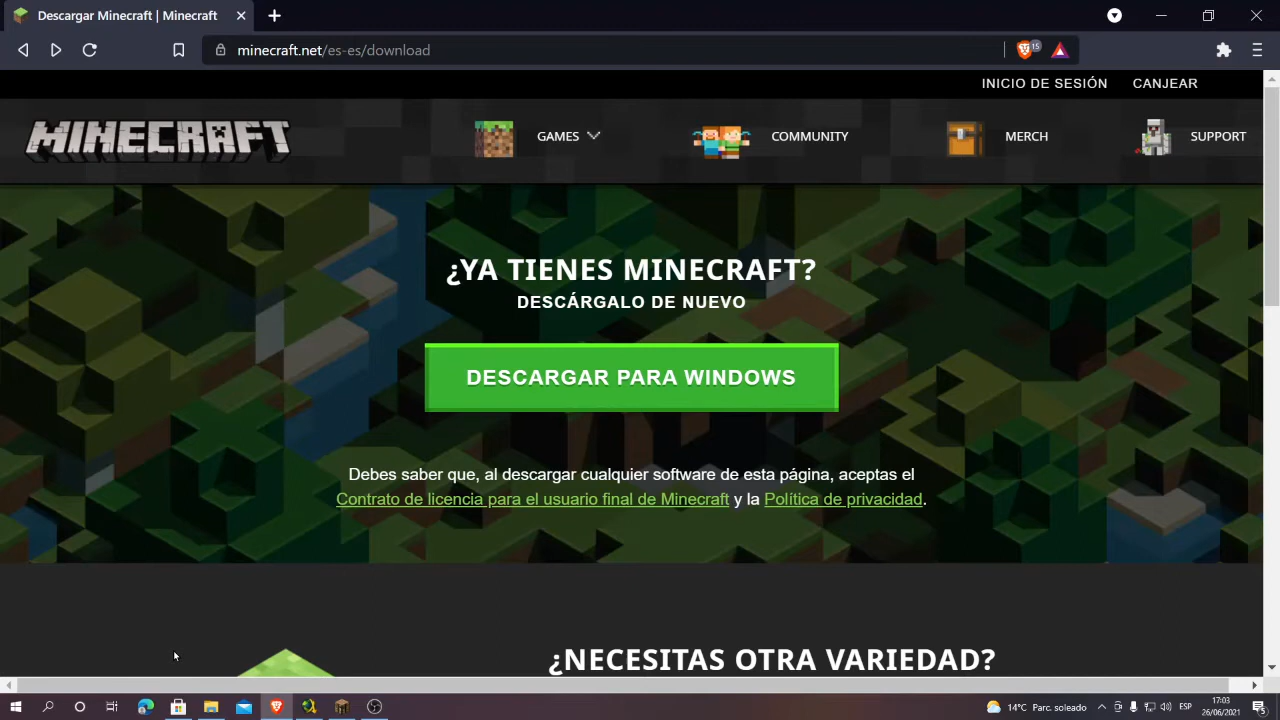 Descargar Minecraft | Minecraft
minecraft.net/es-es/download
15
INICIO DE SESIÓN
CANJEAR
MINECRAFT
GAMES
COMMUNITY
MERCH
SUPPORT
¿YA TIENES MINECRAFT?
DESCÁRGALO DE NUEVO
DESCARGAR PARA WINDOWS
Debes saber que, al descargar cualquier software de esta página, aceptas el
Contrato de licencia para el usuario final de Minecraft y la Política de privacidad.
¿NECESITAS OTRA VARIEDAD?
14°C Parc. soleado
ESP
17:03
26/06/2021
5